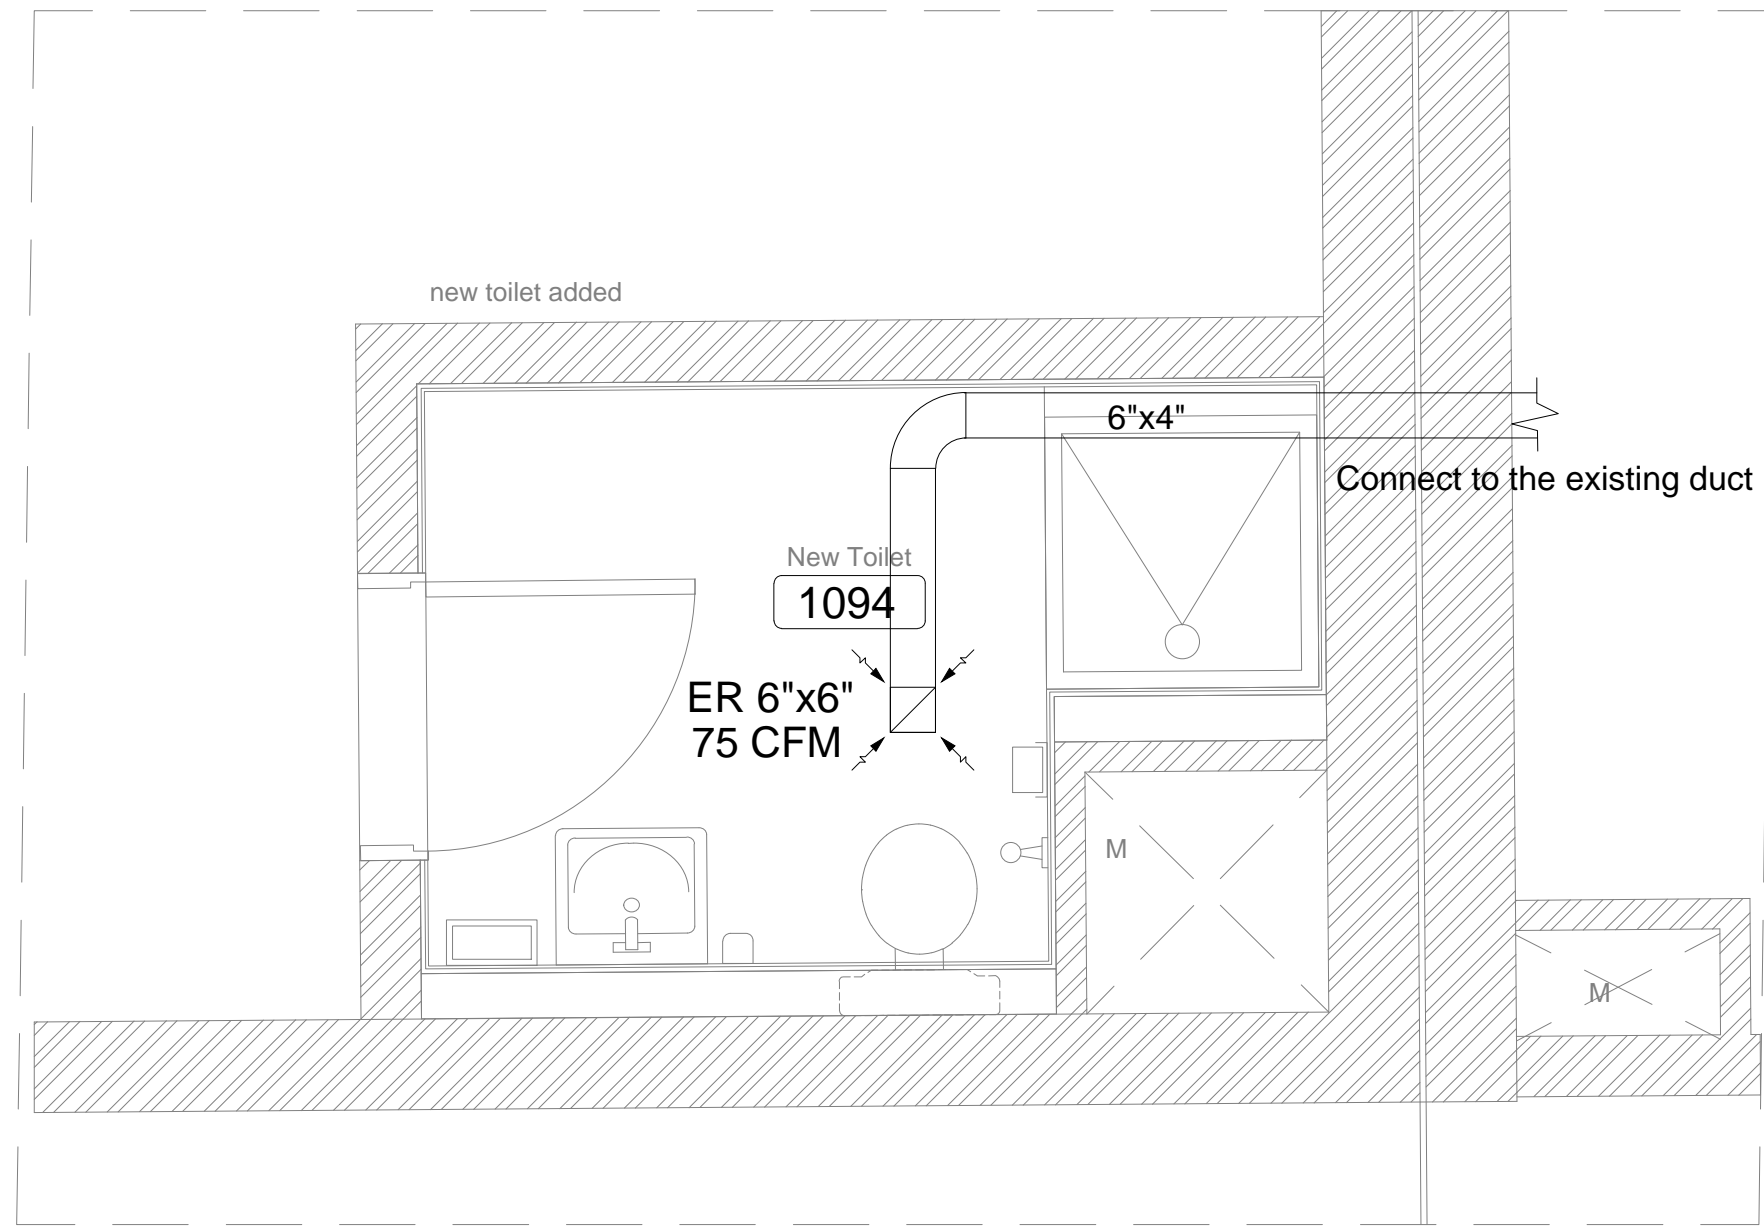 new toilet added
6"x4"
Connect to the existing duct
New Toilet
1094
ER 6"x6"
75 CFM
M
M